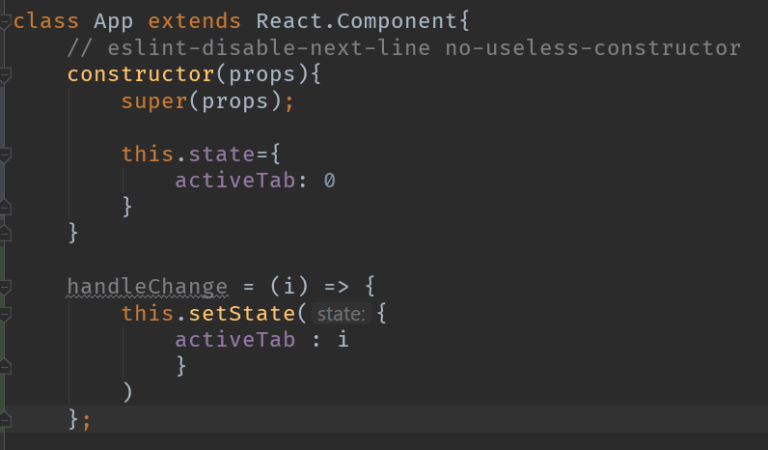 class App extends React.Component{
    // eslint-disable-next-line no-useless-constructor
    constructor(props){
        super(props);
        this.state={
            activeTab: 0
        }
    }
    handleChange = (i) => {
        this.setState( state: {
            activeTab : i
            }
        )
    };